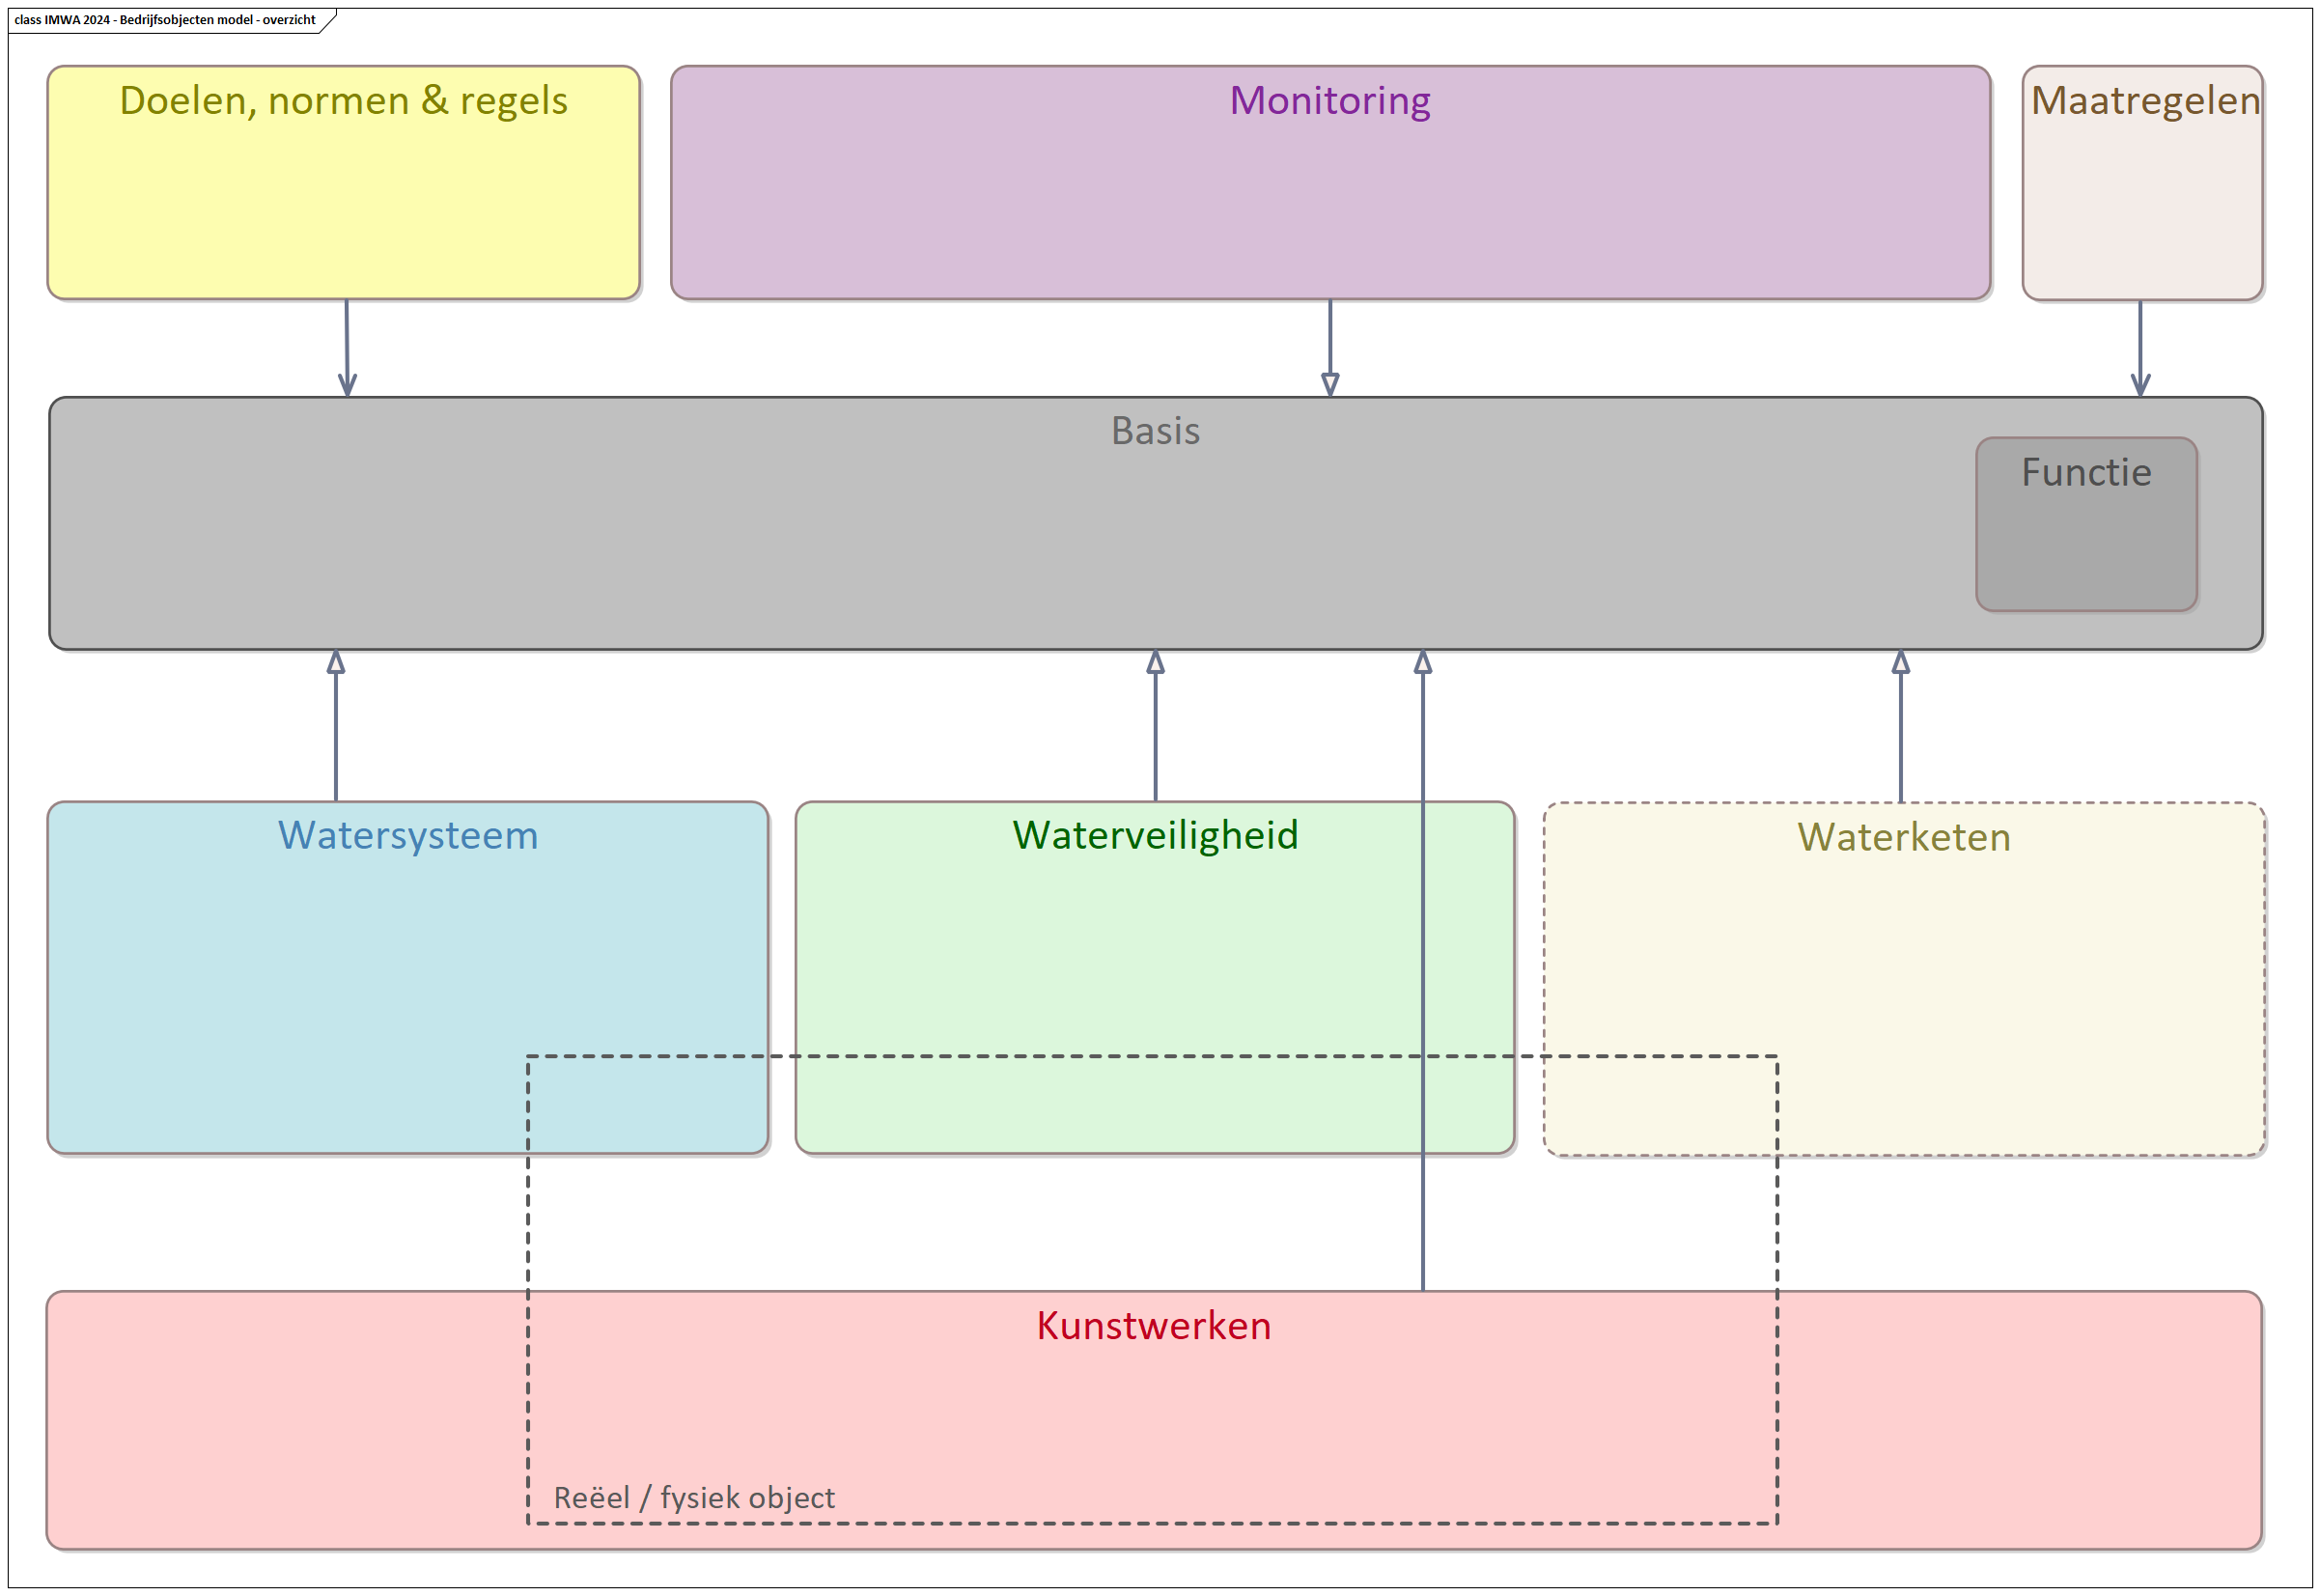 class IMWA 2024 - Bedrijfsobjecten model - overzicht
Doelen, normen & regels
Monitoring
Maatregelen
Basis
Functie
Watersysteem
Waterveiligheid
Waterketen
Kunstwerken
Reëel / fysiek object